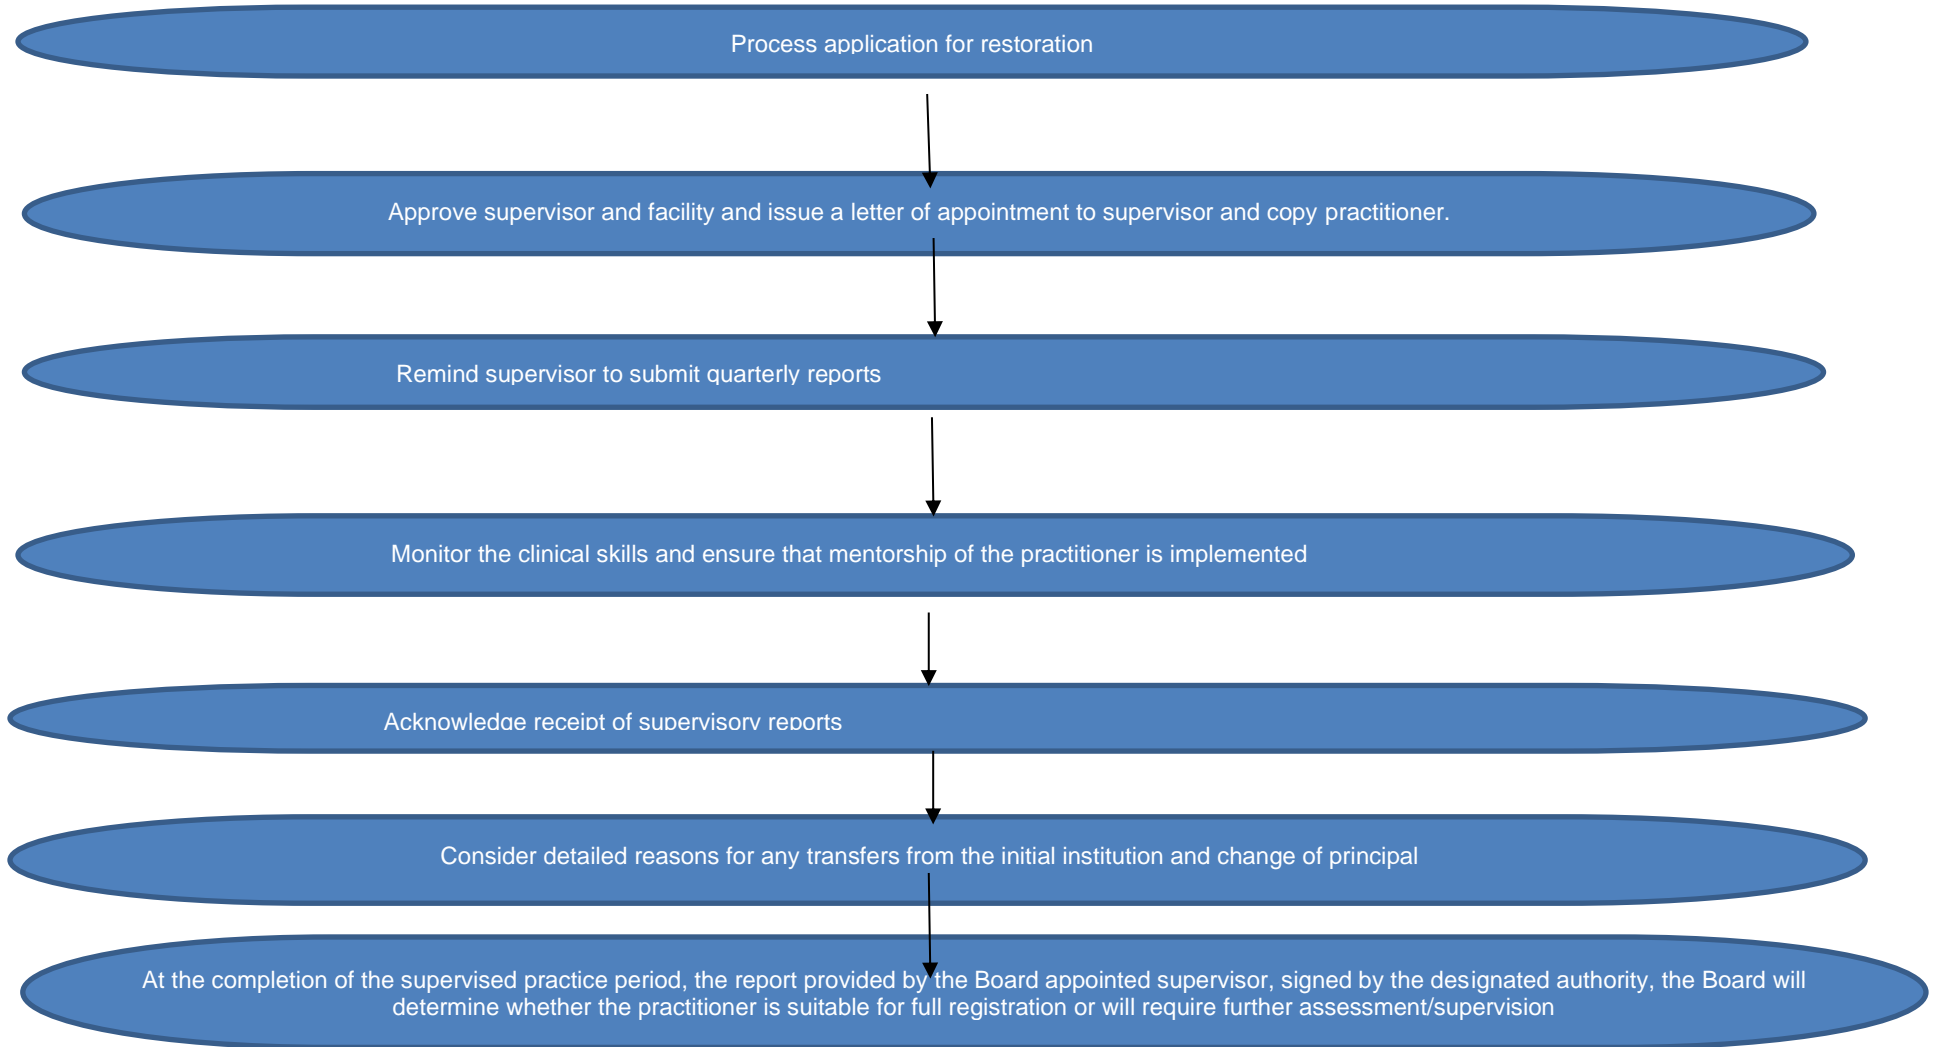 Process application for restoration
Approve supervisor and facility and issue a letter of appointment to supervisor and copy practitioner.
Remind supervisor to submit quarterly reports
Monitor the clinical skills and ensure that mentorship of the practitioner is implemented
Acknowledge receipt of supervisory reports
Consider detailed reasons for any transfers from the initial institution and change of principal
At the completion of the supervised practice period, the report provided by the Board appointed supervisor, signed by the designated authority, the Board will
determine whether the practitioner is suitable for full registration or will require further assessment/supervision